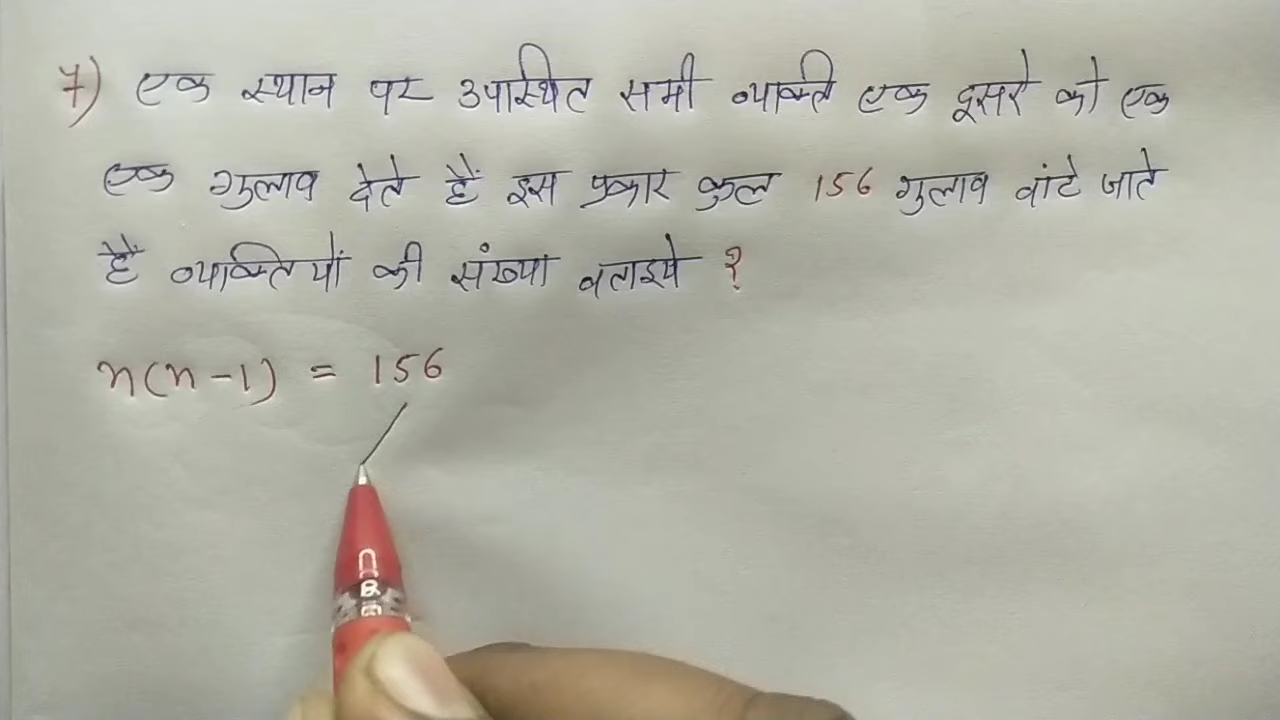 7) एक स्थान पर उपस्थित सभी व्यक्ति एक दूसरे को एक
एक गुलाब देते हैं इस प्रकार कुल 156 गुलाब बांटे जाते
हैं व्यक्तियों की संख्या बताइये ?
n(n-1) = 156